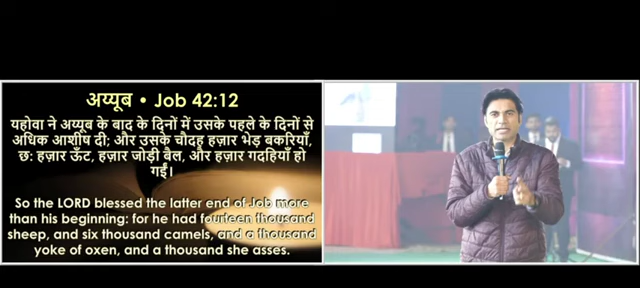 अय्यूब • Job 42:12
यहोवा ने अय्यूब के बाद के दिनों में उसके पहले के दिनों से
अधिक आशीष दी; और उसके चौदह हज़ार भेड़ बकरियाँ,
छ: हज़ार ऊँट, हज़ार जोड़ी बैल, और हज़ार गदहियाँ हो
गईं।
So the LORD blessed the latter end of Job more
than his beginning: for he had fourteen thousand
sheep, and six thousand camels, and a thousand
yoke of oxen, and a thousand she asses.